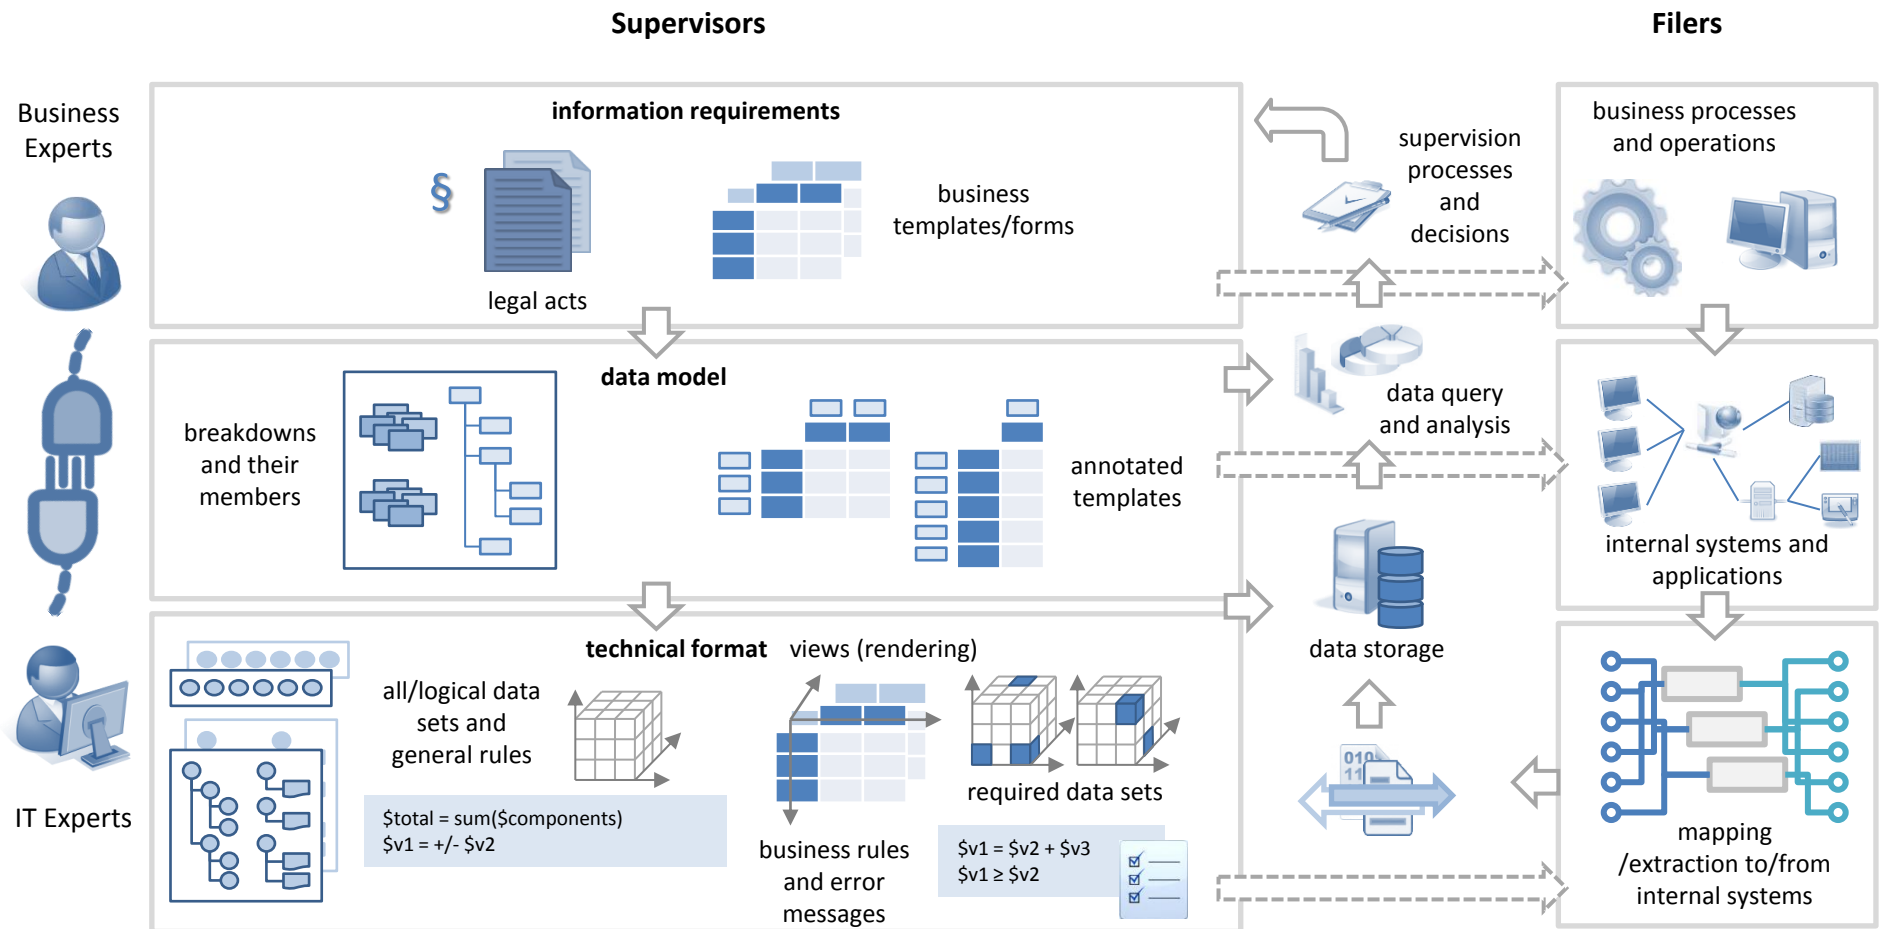 Supervisors
Filers
Business
Experts
information requirements
§
legal acts
business
templates/forms
supervision
processes
and
decisions
business processes
and operations
data model
breakdowns
and their
members
annotated
templates
data query
and analysis
internal systems and
applications
IT Experts
technical format
views (rendering)
all/logical data
sets and
general rules
required data sets
$total = sum($components)
$v1 = +/- $v2
business rules
and error
messages
$v1 = $v2 + $v3
$v1 ≥ $v2
data storage
010
11
mapping
/extraction to/from
internal systems